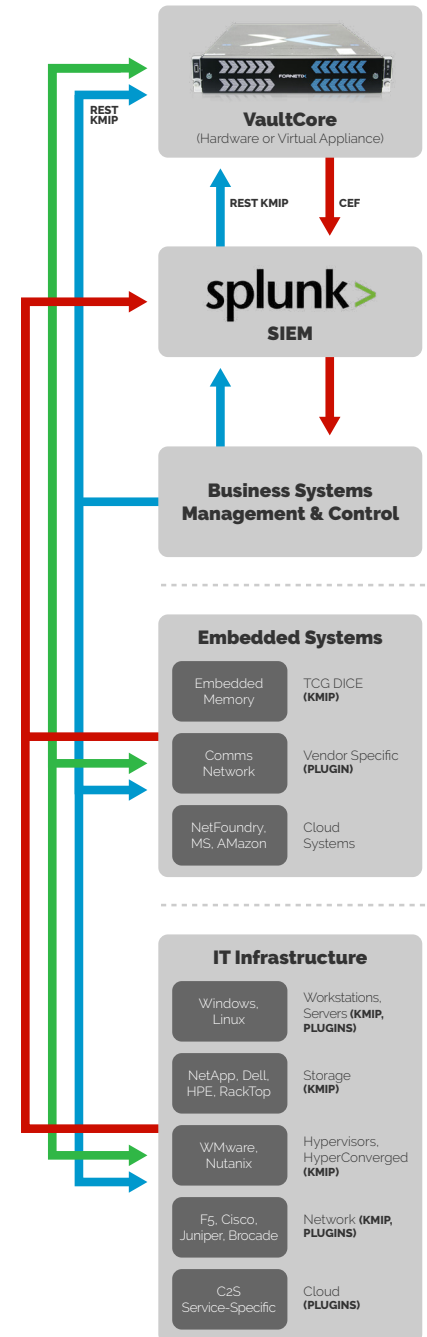 FORNETIX
VaultCore
(Hardware or Virtual Appliance)
REST
KMIP
REST KMIP
CEF
splunk>
SIEM
Business Systems
Management & Control
Embedded Systems
Embedded
Memory
TCG DICE
(KMIP)
Comms
Network
Vendor Specific
(PLUGIN)
NetFoundry,
MS, AMazon
Cloud
Systems
IT Infrastructure
Windows,
Linux
Workstations,
Servers (KMIP,
PLUGINS)
NetApp, Dell,
HPE, RackTop
Storage
(KMIP)
WMware,
Nutanix
Hypervisors,
HyperConverged
(KMIP)
F5, Cisco,
Juniper, Brocade
Network (KMIP,
PLUGINS)
C2S
Service-Specific
Cloud
(PLUGINS)